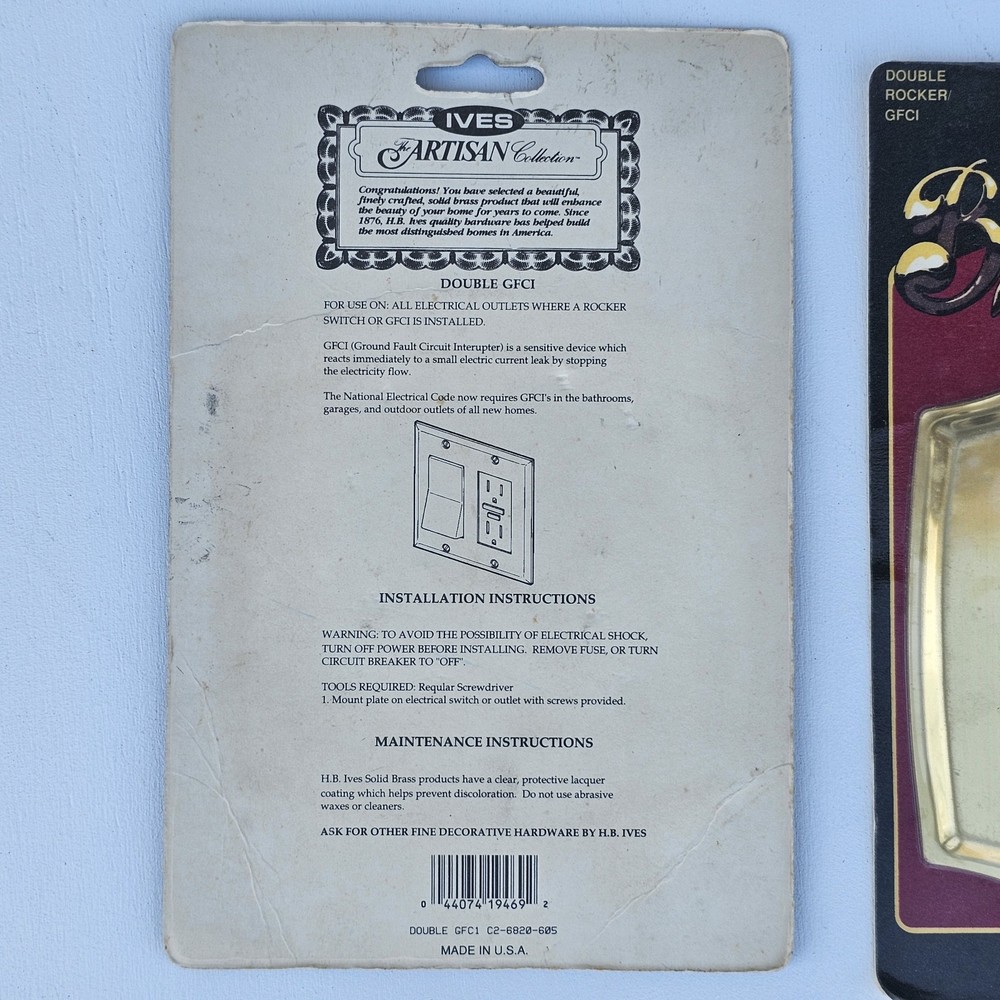 IVES
The ARTISAN Collection™
Congratulations! You have selected a beautiful,
finely crafted, solid brass product that will enhance
the beauty of your home for years to come. Since
1876, H.B. Ives quality hardware has helped build
the most distinguished homes in America.
DOUBLE GFCI
FOR USE ON: ALL ELECTRICAL OUTLETS WHERE A ROCKER
SWITCH OR GFCI IS INSTALLED.
GFCI (Ground Fault Circuit Interupter) is a sensitive device which
reacts immediately to a small electric current leak by stopping
the electricity flow.
The National Electrical Code now requires GFCI's in the bathrooms,
garages, and outdoor outlets of all new homes.
INSTALLATION INSTRUCTIONS
WARNING: TO AVOID THE POSSIBILITY OF ELECTRICAL SHOCK,
TURN OFF POWER BEFORE INSTALLING. REMOVE FUSE, OR TURN
CIRCUIT BREAKER TO "OFF".
TOOLS REQUIRED: Reqular Screwdriver
1. Mount plate on electrical switch or outlet with screws provided.
MAINTENANCE INSTRUCTIONS
H.B. Ives Solid Brass products have a clear, protective lacquer
coating which helps prevent discoloration. Do not use abrasive
waxes or cleaners.
ASK FOR OTHER FINE DECORATIVE HARDWARE BY H.B. IVES
0 44074 19469 2
DOUBLE GFC1 C2-6820-605
MADE IN U.S.A.
DOUBLE
ROCKER/
GFCI